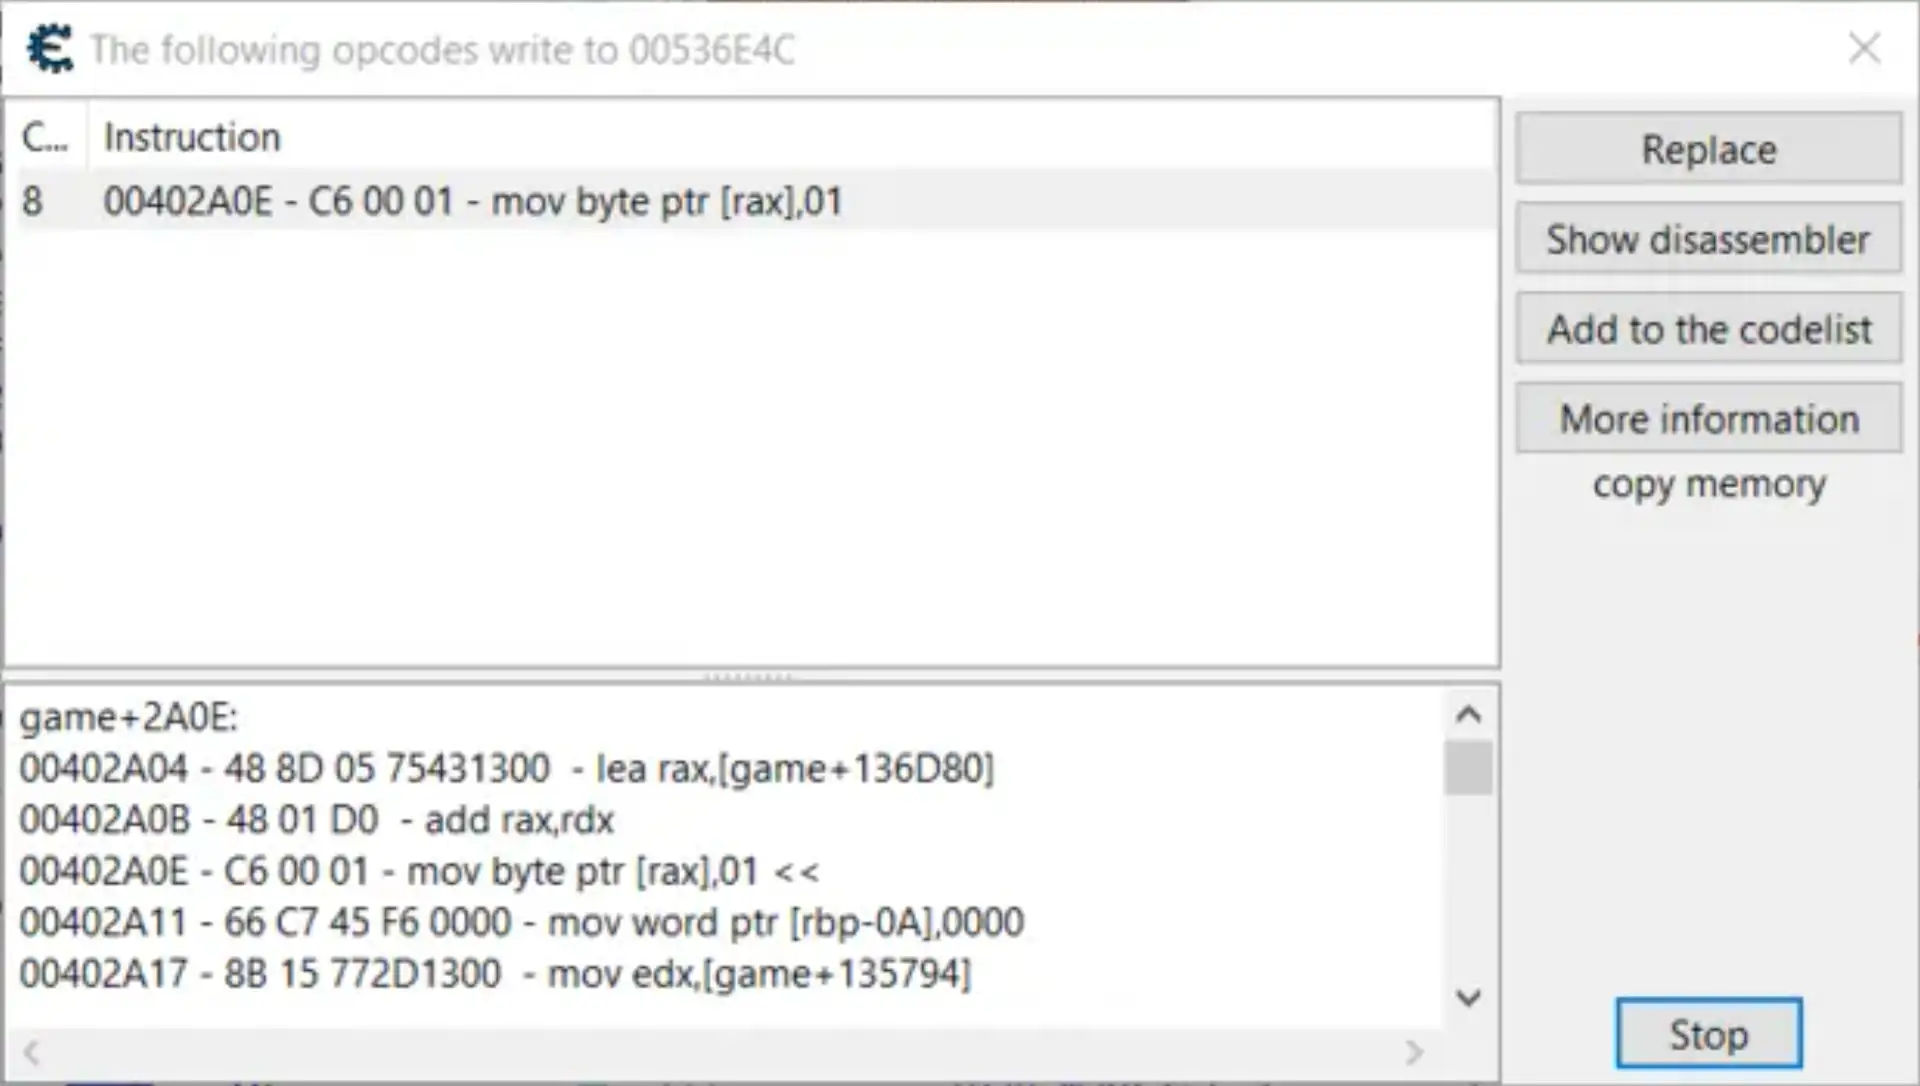 The following opcodes write to 00536E4C
C... Instruction
8 00402A0E - C6 00 01 - mov byte ptr [rax],01
Replace
Show disassembler
Add to the codelist
More information
copy memory
game+2A0E:
00402A04 - 48 8D 05 75431300 - lea rax,[game+136D80]
00402A0B - 48 01 D0 - add rax,rdx
00402A0E - C6 00 01 - mov byte ptr [rax],01 <<
00402A11 - 66 C7 45 F6 0000 - mov word ptr [rbp-0A],0000
00402A17 - 8B 15 772D1300 - mov edx,[game+135794]
Stop